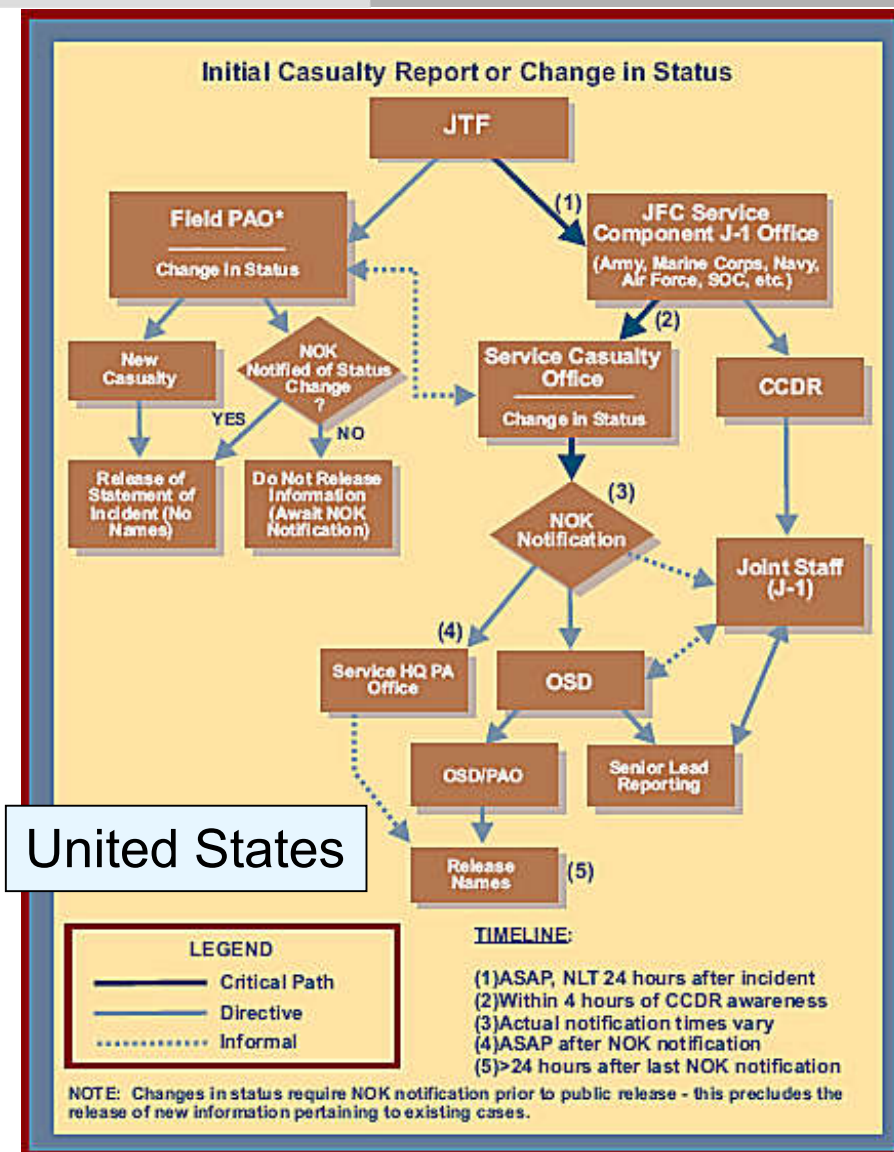 Initial Casualty Report or Change in Status
JTF
Field PAO*
Change In Status
(1)
JFC Service
Component J-1 Office
(Army, Marine Corps, Navy,
Air Force, SOC, etc.)
(2)
New
Casualty
NOK
Notified of Status
Change
?
Service Casualty
Office
Change in Status
CCDR
YES
NO
Release of
Statement of
Incident (No
Names)
Do Not Release
Information
(Await NOK
Notification)
(3)
NOK
Notification
Joint Staff
(J-1)
(4)
Service HQ PA
Office
OSD
OSD/PAO
Senior Lead
Reporting
United States
Release
Names
(5)
LEGEND
Critical Path
Directive
Informal
TIMELINE:
(1)ASAP, NLT 24 hours after incident
(2)Within 4 hours of CCDR awareness
(3)Actual notification times vary
(4)ASAP after NOK notification
(5)>24 hours after last NOK notification
NOTE: Changes in status require NOK notification prior to public release - this precludes the
release of new information pertaining to existing cases.